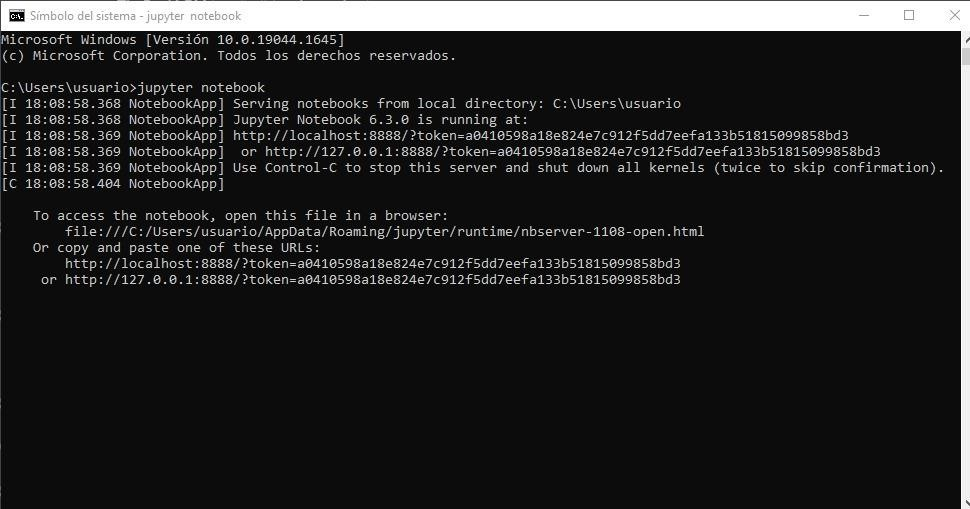 Símbolo del sistema - jupyter notebook
Microsoft Windows [Versión 10.0.19044.1645]
(c) Microsoft Corporation. Todos los derechos reservados.
C:\Users\usuario>jupyter notebook
[I 18:08:58.368 NotebookApp] Serving notebooks from local directory: C:\Users\usuario
[I 18:08:58.368 NotebookApp] Jupyter Notebook 6.3.0 is running at:
[I 18:08:58.369 NotebookApp] http://localhost:8888/?token=a0410598a18e824e7c912f5dd7eefa133b51815099858bd3
[I 18:08:58.369 NotebookApp]  or http://127.0.0.1:8888/?token=a0410598a18e824e7c912f5dd7eefa133b51815099858bd3
[I 18:08:58.369 NotebookApp] Use Control-C to stop this server and shut down all kernels (twice to skip confirmation).
[C 18:08:58.404 NotebookApp]
To access the notebook, open this file in a browser:
file:///C:/Users/usuario/AppData/Roaming/jupyter/runtime/nbserver-1108-open.html
Or copy and paste one of these URLs:
http://localhost:8888/?token=a0410598a18e824e7c912f5dd7eefa133b51815099858bd3
or http://127.0.0.1:8888/?token=a0410598a18e824e7c912f5dd7eefa133b51815099858bd3